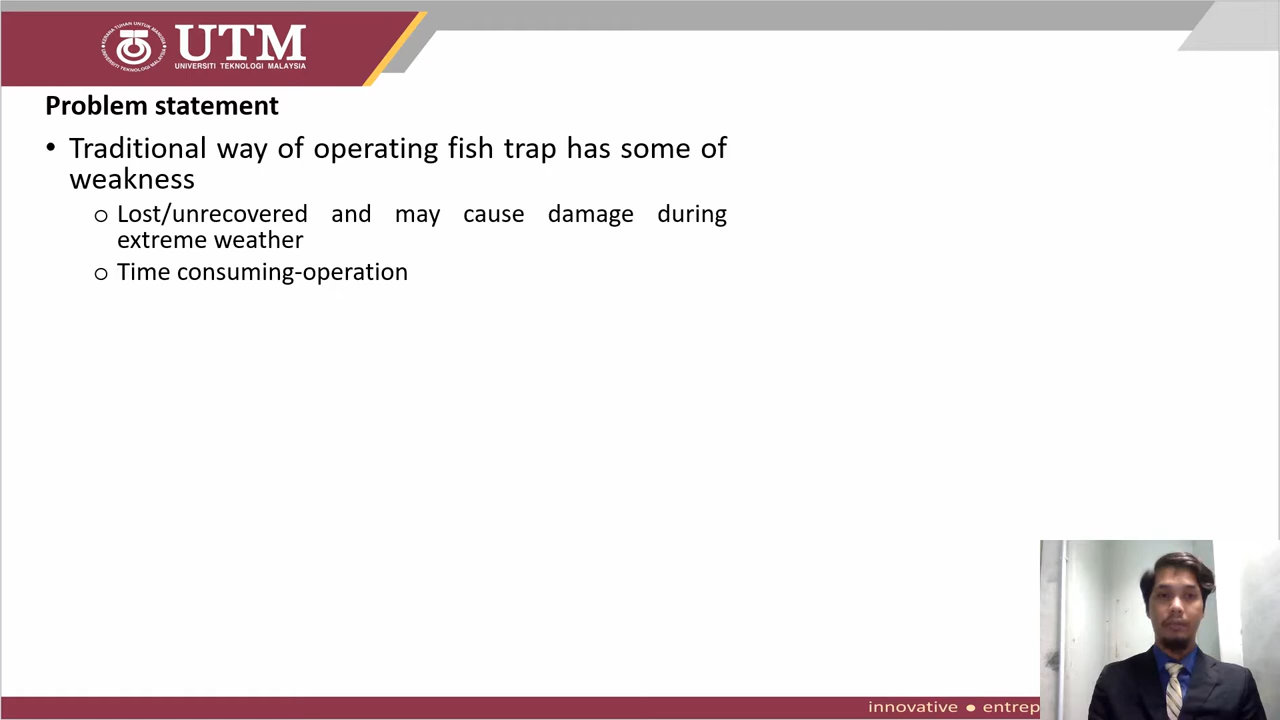 UTM
UNIVERSITI TEKNOLOGI MALAYSIA
Problem statement
• Traditional way of operating fish trap has some of
weakness
o Lost/unrecovered and may cause damage during
extreme weather
o Time consuming-operation
innovative ● entrep